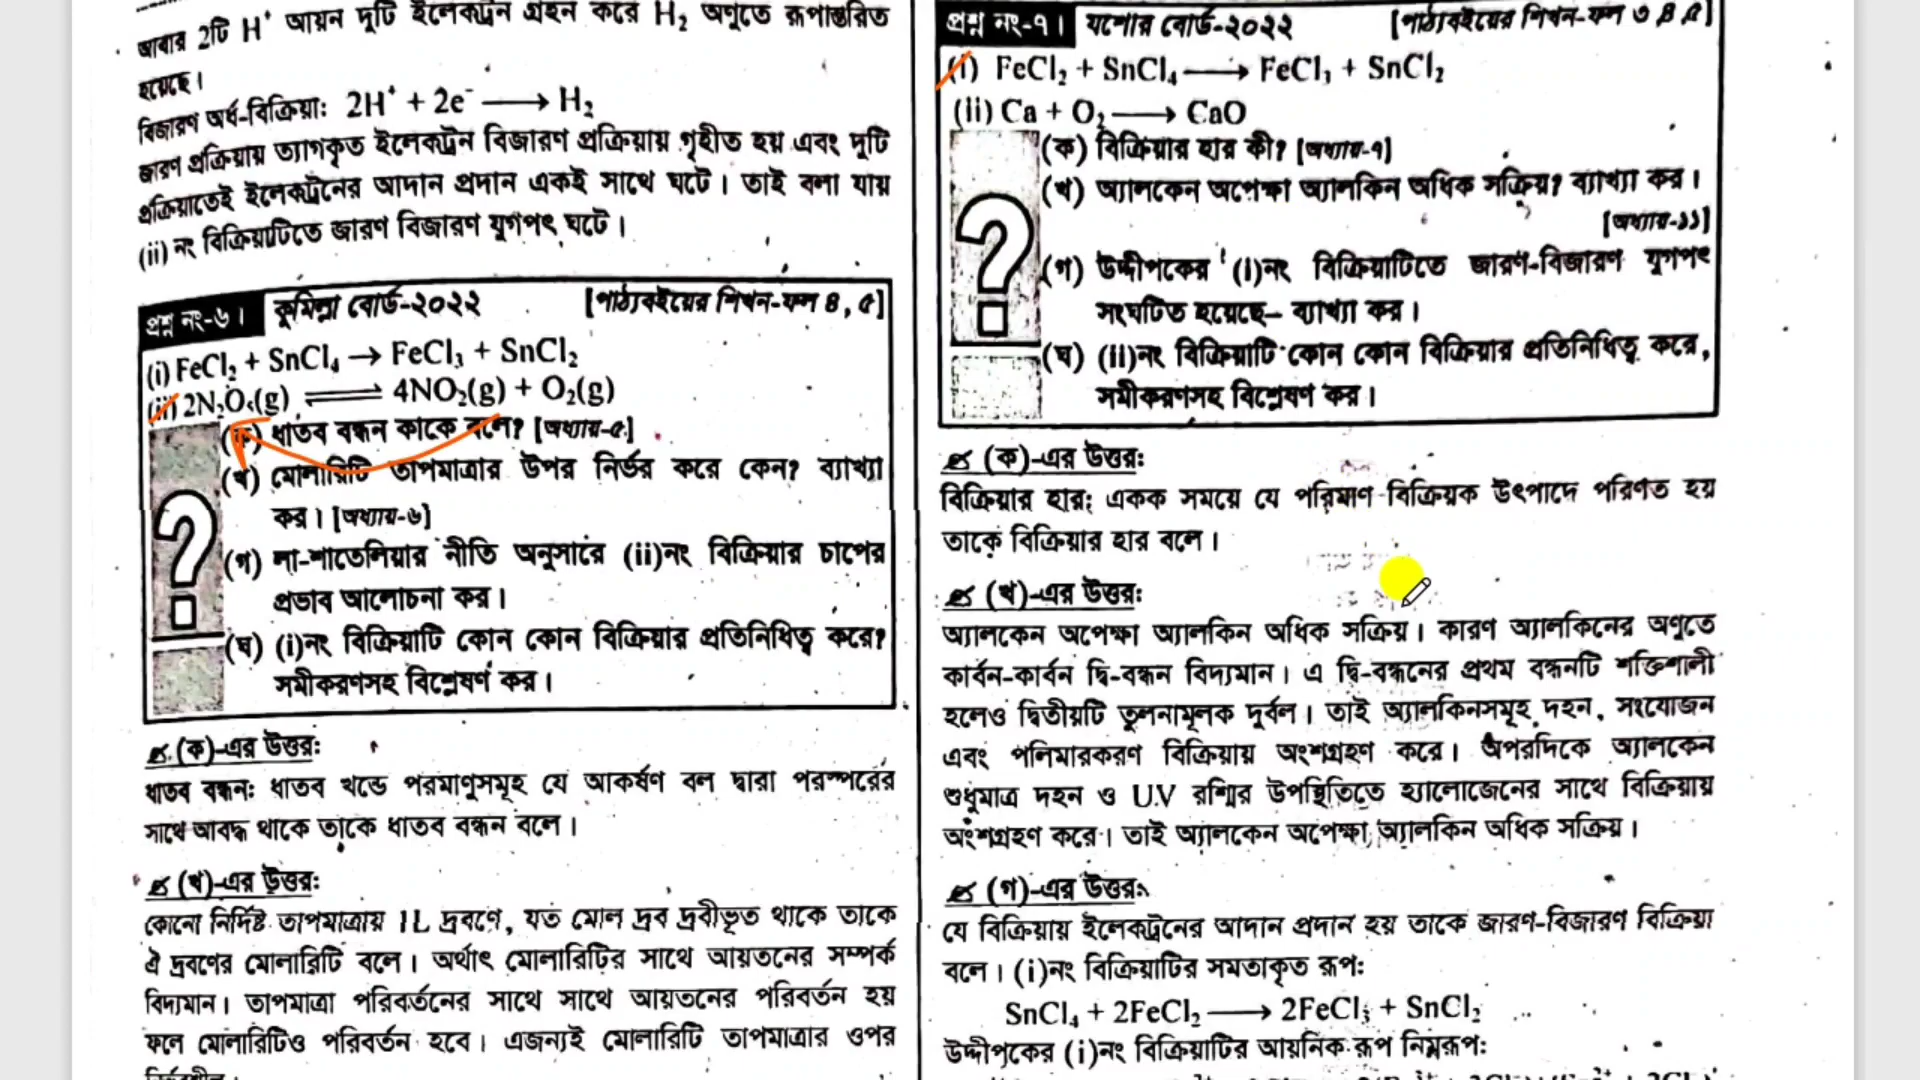 আবার 2টি H⁺ আয়ন দুটি ইলেকট্রন গ্রহন করে H₂ অণুতে রূপান্তরিত
হয়েছে।
বিজারণ অর্ধ-বিক্রিয়া: 2H⁺ + 2e⁻ ⟶ H₂
জারণ প্রক্রিয়ায় ত্যাগকৃত ইলেকট্রন বিজারণ প্রক্রিয়ায় গৃহীত হয় এবং দুটি
প্রক্রিয়াতেই ইলেকট্রনের আদান প্রদান একই সাথে ঘটে। তাই বলা যায়
(ii) নং বিক্রিয়াটিতে জারণ বিজারণ যুগপৎ ঘটে।
প্রশ্ন নং-৬। কুমিল্লা বোর্ড-২০২২ [পাঠ্যবইয়ের শিখন-ফল ৪, ৫]
(i) FeCl₂ + SnCl₄ → FeCl₃ + SnCl₂
(ii) 2N₂O₅(g) ⇌ 4NO₂(g) + O₂(g)
(ক) ধাতব বন্ধন কাকে বলে? [অধ্যায়-৫]
(খ) মোলারিটি তাপমাত্রার উপর নির্ভর করে কেন? ব্যাখ্যা
কর। [অধ্যায়-৬]
(গ) লা-শাতেলিয়ার নীতি অনুসারে (ii)নং বিক্রিয়ার চাপের
প্রভাব আলোচনা কর।
(ঘ) (i)নং বিক্রিয়াটি কোন কোন বিক্রিয়ার প্রতিনিধিত্ব করে?
সমীকরণসহ বিশ্লেষণ কর।
(ক)-এর উত্তর:
ধাতব বন্ধন: ধাতব খন্ডে পরমাণুসমূহ যে আকর্ষণ বল দ্বারা পরস্পরের
সাথে আবদ্ধ থাকে তাকে ধাতব বন্ধন বলে।
(খ)-এর উত্তর:
কোনো নির্দিষ্ট তাপমাত্রায় 1L দ্রবণে, যত মোল দ্রব দ্রবীভূত থাকে তাকে
ঐ দ্রবণের মোলারিটি বলে। অর্থাৎ মোলারিটির সাথে আয়তনের সম্পর্ক
বিদ্যমান। তাপমাত্রা পরিবর্তনের সাথে সাথে আয়তনের পরিবর্তন হয়
ফলে মোলারিটিও পরিবর্তন হবে। এজন্যই মোলারিটি তাপমাত্রার ওপর
প্রশ্ন নং-৭। যশোর বোর্ড-২০২২ [পাঠ্যবইয়ের শিখন-ফল ৩ ৪, ৫]
(i) FeCl₂ + SnCl₄ ⟶ FeCl₃ + SnCl₂
(ii) Ca + O₂ ⟶ CaO
(ক) বিক্রিয়ার হার কী? [অধ্যায়-৭]
(খ) অ্যালকেন অপেক্ষা অ্যালকিন অধিক সক্রিয়? ব্যাখ্যা কর।
[অধ্যায়-১১]
(গ) উদ্দীপকের (i)নং বিক্রিয়াটিতে জারণ-বিজারণ যুগপৎ
সংঘটিত হয়েছে– ব্যাখ্যা কর।
(ঘ) (ii)নং বিক্রিয়াটি কোন কোন বিক্রিয়ার প্রতিনিধিত্ব করে,
সমীকরণসহ বিশ্লেষণ কর।
(ক)-এর উত্তর:
বিক্রিয়ার হার: একক সময়ে যে পরিমাণ বিক্রিয়ক উৎপাদে পরিণত হয়
তাকে বিক্রিয়ার হার বলে।
(খ)-এর উত্তর:
অ্যালকেন অপেক্ষা অ্যালকিন অধিক সক্রিয়। কারণ অ্যালকিনের অণুতে
কার্বন-কার্বন দ্বি-বন্ধন বিদ্যমান। এ দ্বি-বন্ধনের প্রথম বন্ধনটি শক্তিশালী
হলেও দ্বিতীয়টি তুলনামূলক দুর্বল। তাই অ্যালকিনসমূহ দহন, সংযোজন
এবং পলিমারকরণ বিক্রিয়ায় অংশগ্রহণ করে। অপরদিকে অ্যালকেন
শুধুমাত্র দহন ও U.V রশ্মির উপস্থিতিতে হ্যালোজেনের সাথে বিক্রিয়ায়
অংশগ্রহণ করে। তাই অ্যালকেন অপেক্ষা অ্যালকিন অধিক সক্রিয়।
(গ)-এর উত্তর:
যে বিক্রিয়ায় ইলেকট্রনের আদান প্রদান হয় তাকে জারণ-বিজারণ বিক্রিয়া
বলে। (i)নং বিক্রিয়াটির সমতাকৃত রূপ:
SnCl₄ + 2FeCl₂ ⟶ 2FeCl₃ + SnCl₂
উদ্দীপকের (i)নং বিক্রিয়াটির আয়নিক রূপ নিম্নরূপ: